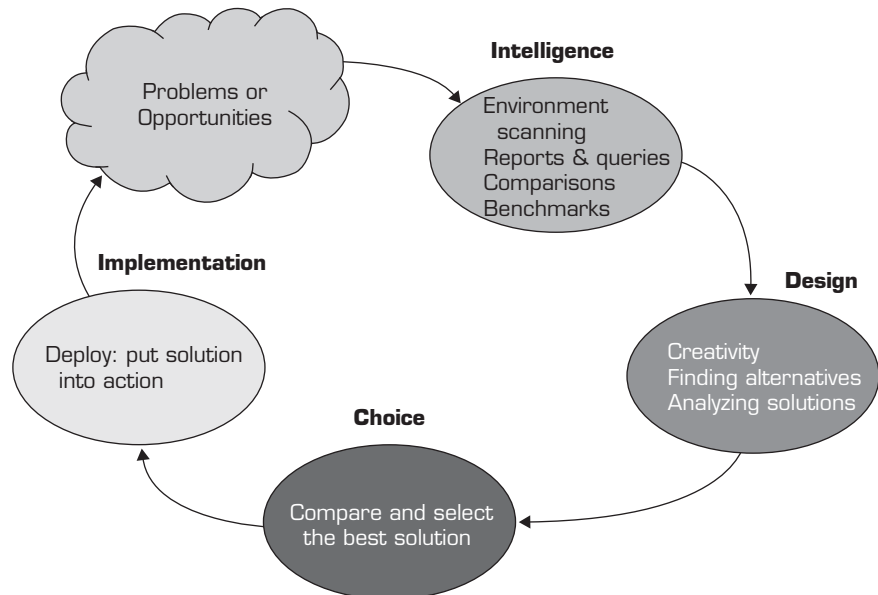 Problems or
Opportunities
Intelligence
Environment
scanning
Reports & queries
Comparisons
Benchmarks
Design
Creativity
Finding alternatives
Analyzing solutions
Choice
Compare and select
the best solution
Implementation
Deploy: put solution
into action